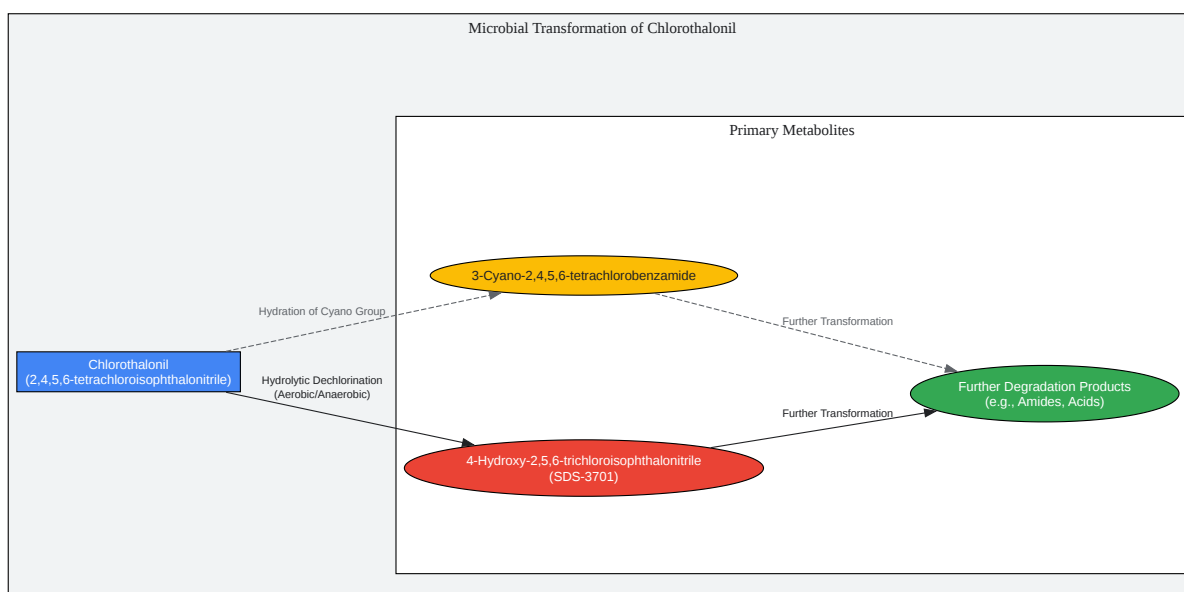 Microbial Transformation of Chlorothalonil
Primary Metabolites
3-Cyano-2,4,5,6-tetrachlorobenzamide
Hydration of Cyano Group
Further Transformation
Chlorothalonil
(2,4,5,6-tetrachloroisophthalonitrile)
Hydrolytic Dechlorination
(Aerobic/Anaerobic)
Further Degradation Products
(e.g., Amides, Acids)
Further Transformation
4-Hydroxy-2,5,6-trichloroisophthalonitrile
(SDS-3701)